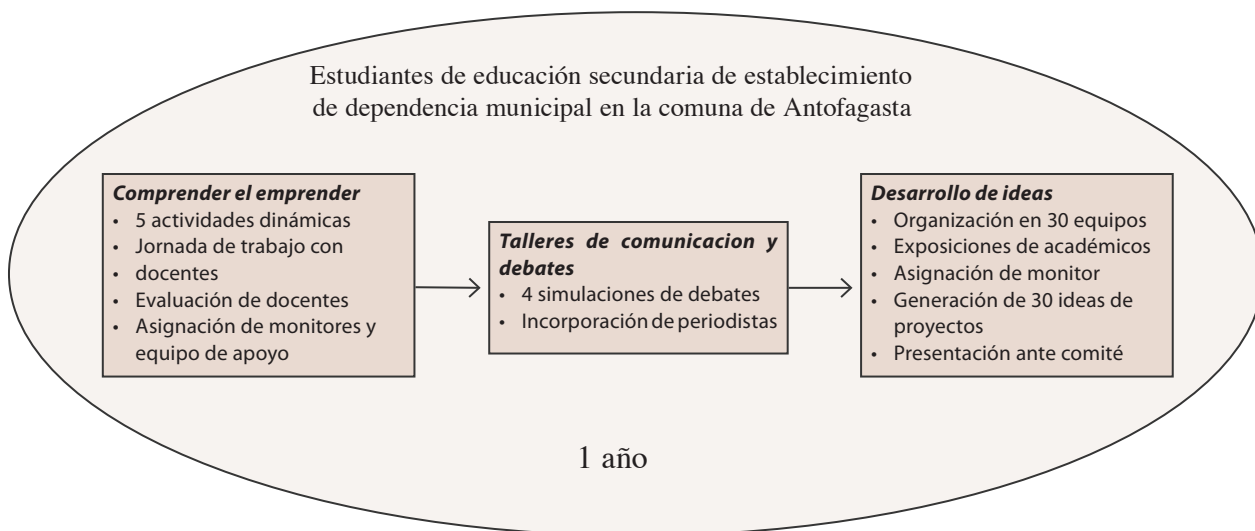 Estudiantes de educación secundaria de establecimiento
de dependencia municipal en la comuna de Antofagasta
Comprender el emprender
• 5 actividades dinámicas
• Jornada de trabajo con
• docentes
• Evaluación de docentes
• Asignación de monitores y
equipo de apoyo
Talleres de comunicacion y
debates
• 4 simulaciones de debates
• Incorporación de periodistas
Desarrollo de ideas
• Organización en 30 equipos
• Exposiciones de académicos
• Asignación de monitor
• Generación de 30 ideas de
proyectos
• Presentación ante comité
1 año